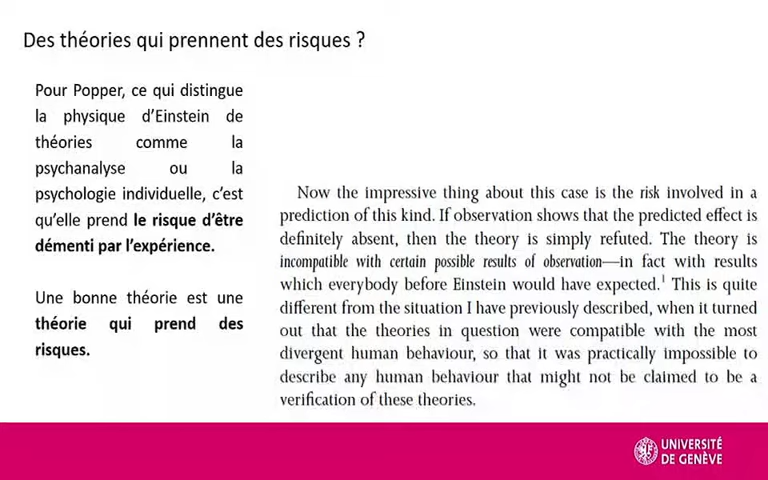 Des théories qui prennent des risques ?
Pour Popper, ce qui distingue
la physique d'Einstein de
théories comme la
psychanalyse ou la
psychologie individuelle, c'est
qu'elle prend le risque d'être
démenti par l'expérience.
Une bonne théorie est une
théorie qui prend des
risques.
Now the impressive thing about this case is the risk involved in a
prediction of this kind. If observation shows that the predicted effect is
definitely absent, then the theory is simply refuted. The theory is
incompatible with certain possible results of observation—in fact with results
which everybody before Einstein would have expected.¹ This is quite
different from the situation I have previously described, when it turned
out that the theories in question were compatible with the most
divergent human behaviour, so that it was practically impossible to
describe any human behaviour that might not be claimed to be a
verification of these theories.
UNIVERSITÉ
DE GENÈVE